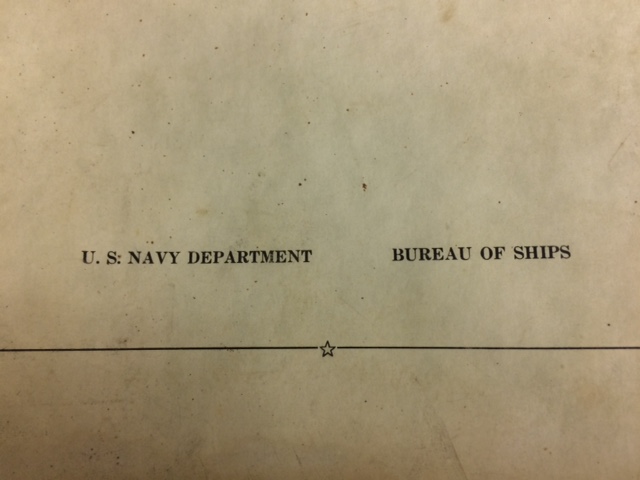 U. S. NAVY DEPARTMENT BUREAU OF SHIPS